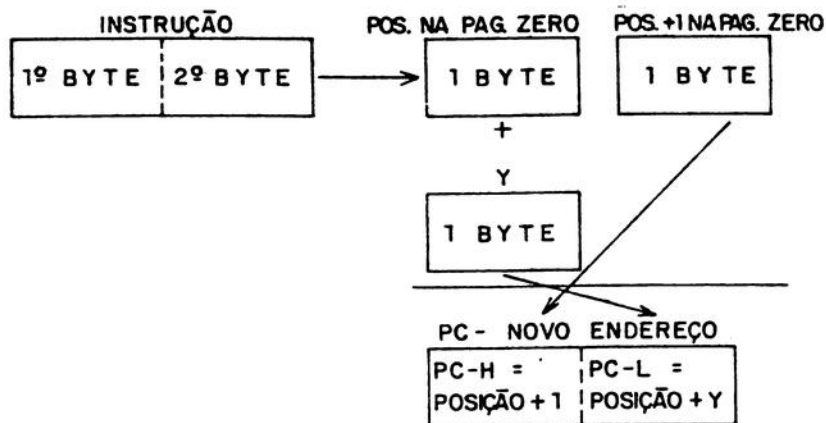 INSTRUÇÃO
POS. NA PAG. ZERO
POS. +1 NA PAG. ZERO
1º BYTE 2º BYTE
1 BYTE
1 BYTE
+
Y
1 BYTE
PC - NOVO ENDEREÇO
PC-H = PC-L =
POSIÇÃO + 1 POSIÇÃO + Y